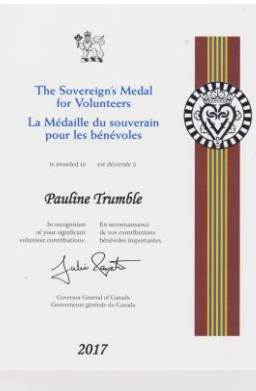 The Sovereign's Medal
for Volunteers
La Médaille du souverain
pour les bénévoles
is awarded to est décernée à
Pauline Trumble
In recognition En reconnaissance
of your significant de vos contributions
volunteer contributions. bénévoles importantes.
Governor General of Canada
Gouverneure générale du Canada
2017